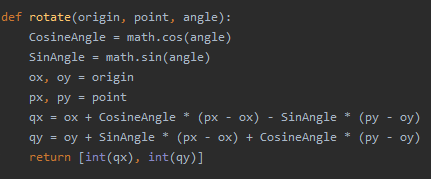 def rotate(origin, point, angle):
    CosineAngle = math.cos(angle)
    SinAngle = math.sin(angle)
    ox, oy = origin
    px, py = point
    qx = ox + CosineAngle * (px - ox) - SinAngle * (py - oy)
    qy = oy + SinAngle * (px - ox) + CosineAngle * (py - oy)
    return [int(qx), int(qy)]